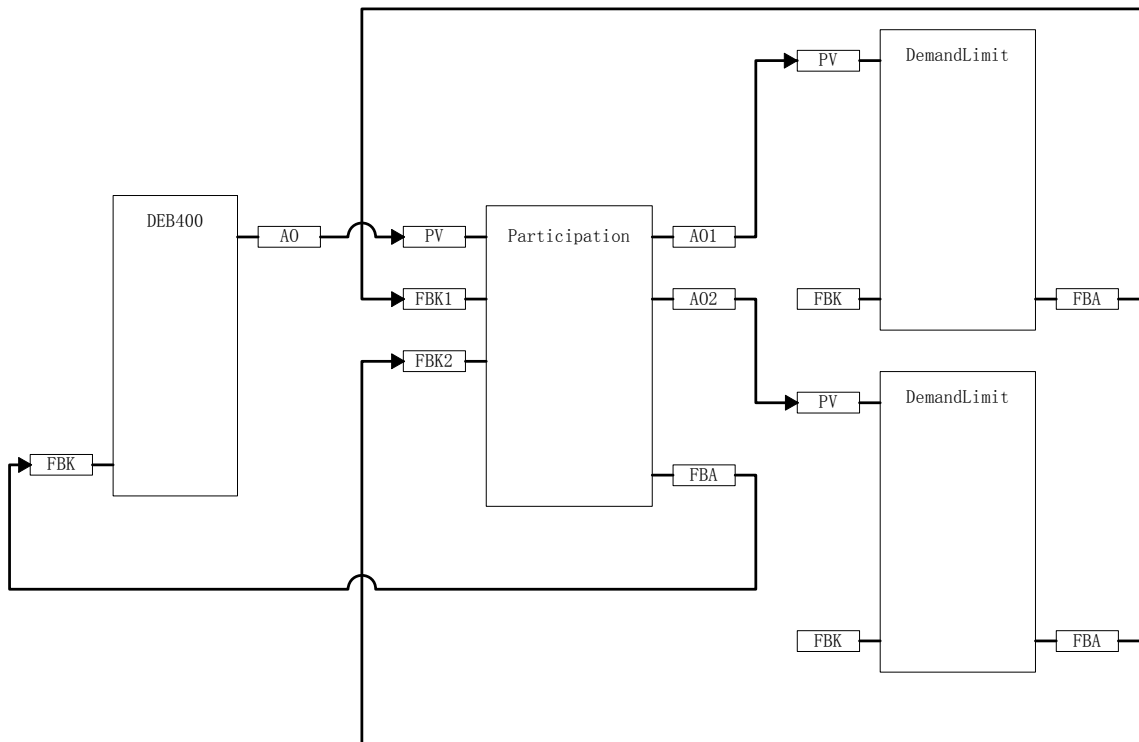 DemandLimit
PV
DEB400
AO
PV
Participation
AO1
FBK1
AO2
FBK
FBA
FBK2
DemandLimit
PV
FBK
FBA
FBK
FBA